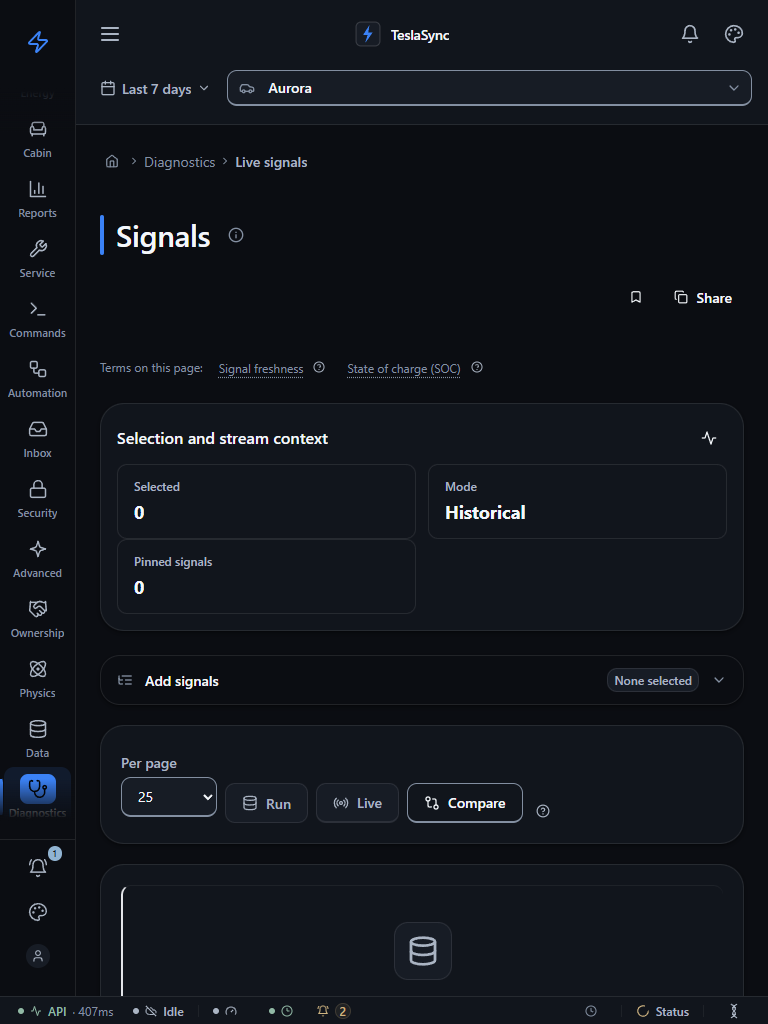 TeslaSync
Last 7 days
Aurora
Energy
Cabin
Reports
Service
Commands
Automation
Inbox
Security
Advanced
Ownership
Physics
Data
Diagnostics
1
Diagnostics
Live signals
Signals
Share
Terms on this page: Signal freshness State of charge (SOC)
Selection and stream context
Selected
0
Mode
Historical
Pinned signals
0
Add signals
None selected
Per page
25
Run
Live
Compare
API · 407ms
Idle
2
Status